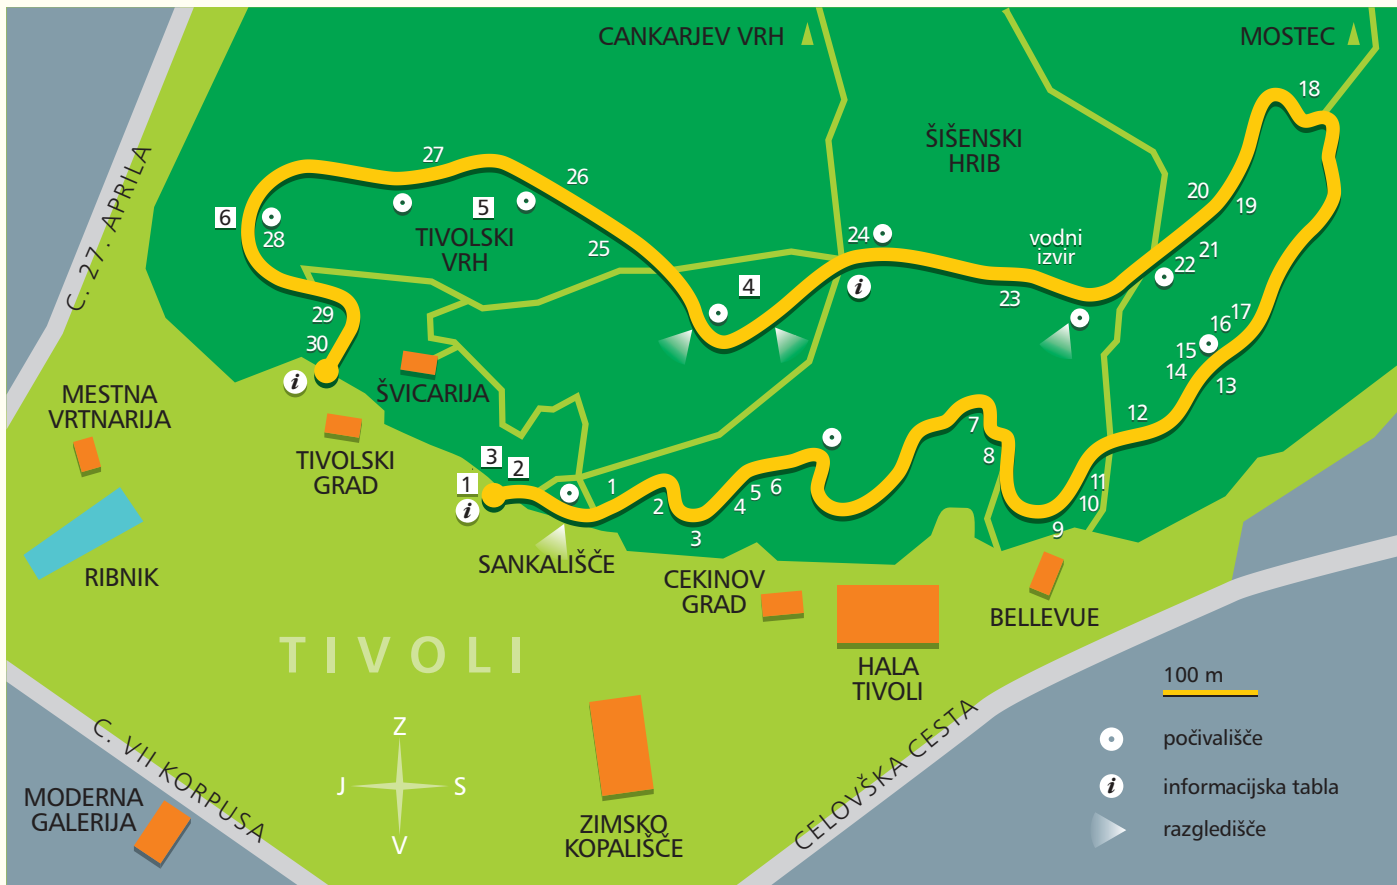 CANKARJEV VRH
MOSTEC
18
ŠIŠENSKI
HRIB
C. 27. APRILA
27
26
20
19
6
5
28
TIVOLSKI
VRH
25
24
vodni
izvir
21
22
i
4
23
29
30
17
16
15
14
13
i
ŠVICARIJA
MESTNA
VRTNARIJA
12
7
8
TIVOLSKI
GRAD
3
2
1
i
1
2
3
4
5
6
11
10
9
SANKALIŠČE
RIBNIK
CEKINOV
GRAD
BELLEVUE
TIVOLI
HALA
TIVOLI
100 m
C. VII KORPUSA
CELOVŠKA CESTA
Z
J
S
V
počivališče
i
informacijska tabla
razgledišče
MODERNA
GALERIJA
ZIMSKO
KOPALIŠČE